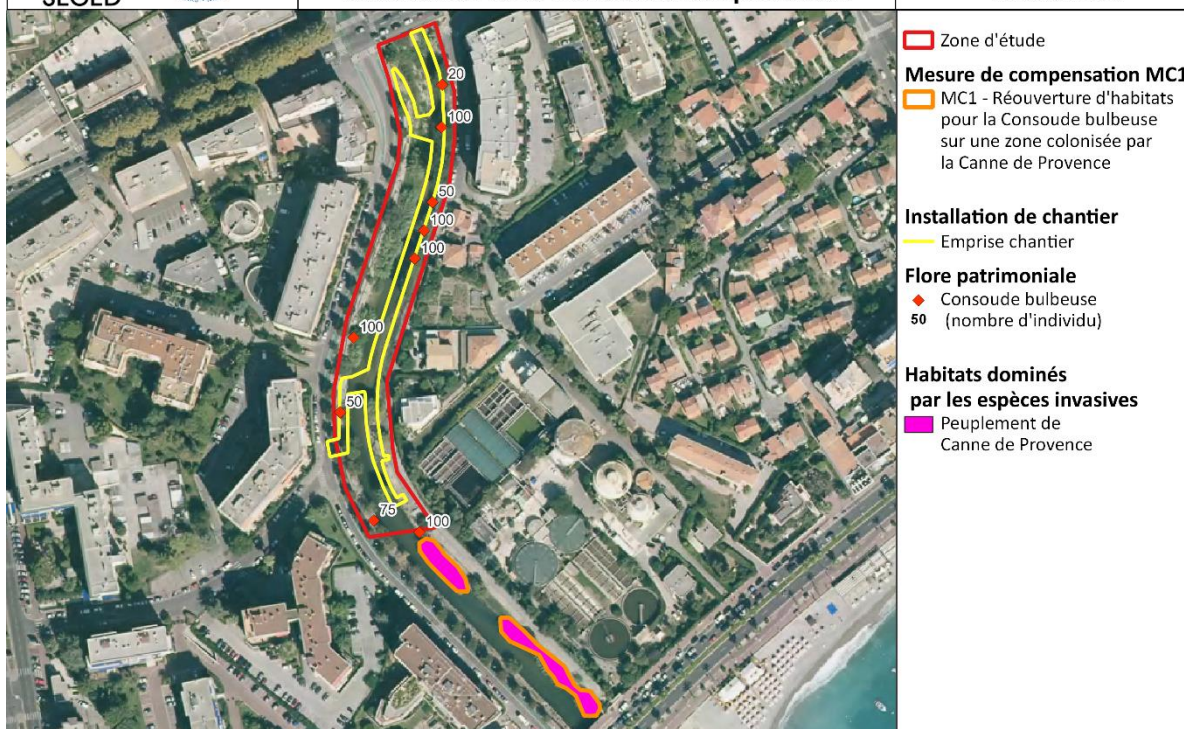 Zone d'étude
Mesure de compensation MC1
MC1 - Réouverture d'habitats
pour la Consoude bulbeuse
sur une zone colonisée par
la Canne de Provence
Installation de chantier
Emprise chantier
Flore patrimoniale
Consoude bulbeuse
50 (nombre d'individu)
Habitats dominés
par les espèces invasives
Peuplement de
Canne de Provence
20
100
50
100
100
100
50
75
100